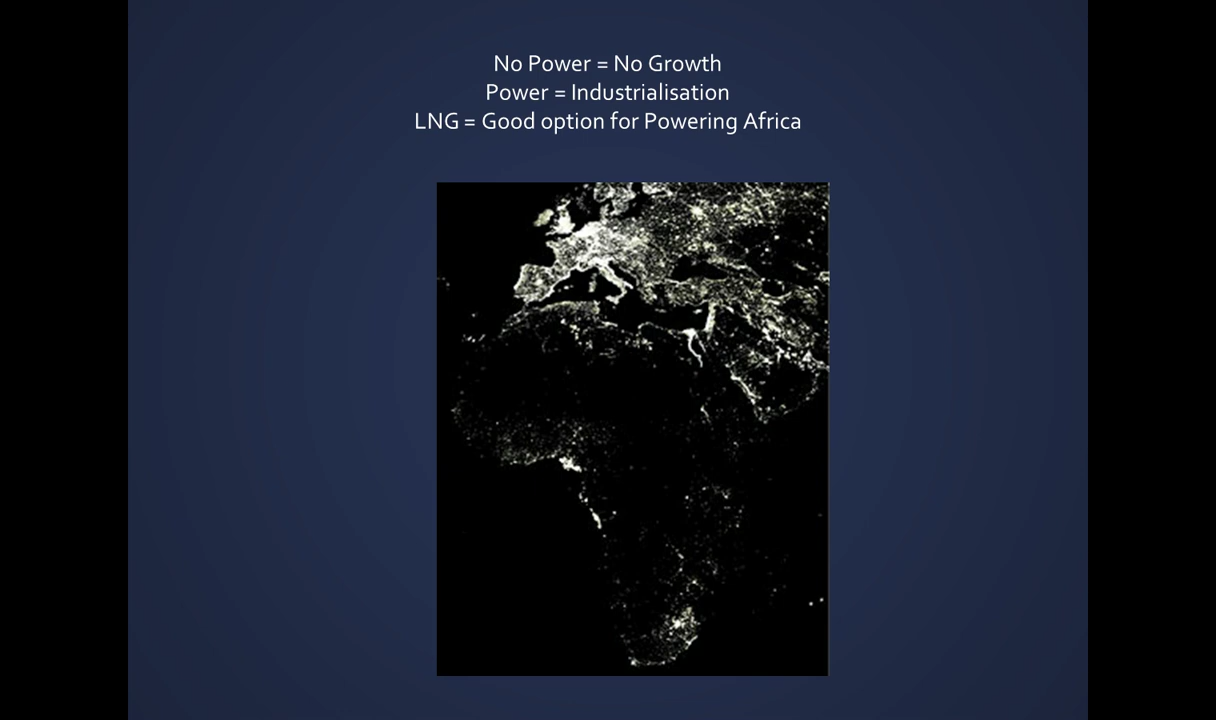 No Power = No Growth
Power = Industrialisation
LNG = Good option for Powering Africa